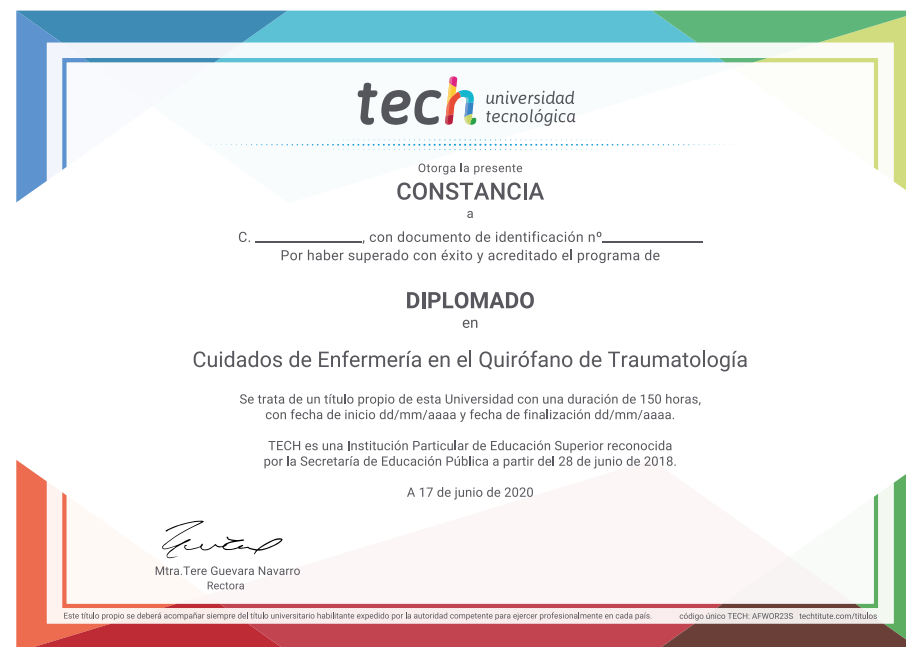 tech universidad
tecnológica
Otorga la presente
CONSTANCIA
a
C. ______________, con documento de identificación nº_____________
Por haber superado con éxito y acreditado el programa de
DIPLOMADO
en
Cuidados de Enfermería en el Quirófano de Traumatología
Se trata de un título propio de esta Universidad con una duración de 150 horas,
con fecha de inicio dd/mm/aaaa y fecha de finalización dd/mm/aaaa.
TECH es una Institución Particular de Educación Superior reconocida
por la Secretaría de Educación Pública a partir del 28 de junio de 2018.
A 17 de junio de 2020
Mtra.Tere Guevara Navarro
Rectora
Este título propio se deberá acompañar siempre del título universitario habilitante expedido por la autoridad competente para ejercer profesionalmente en cada país. código único TECH: AFWOR23S techtitute.com/titulos